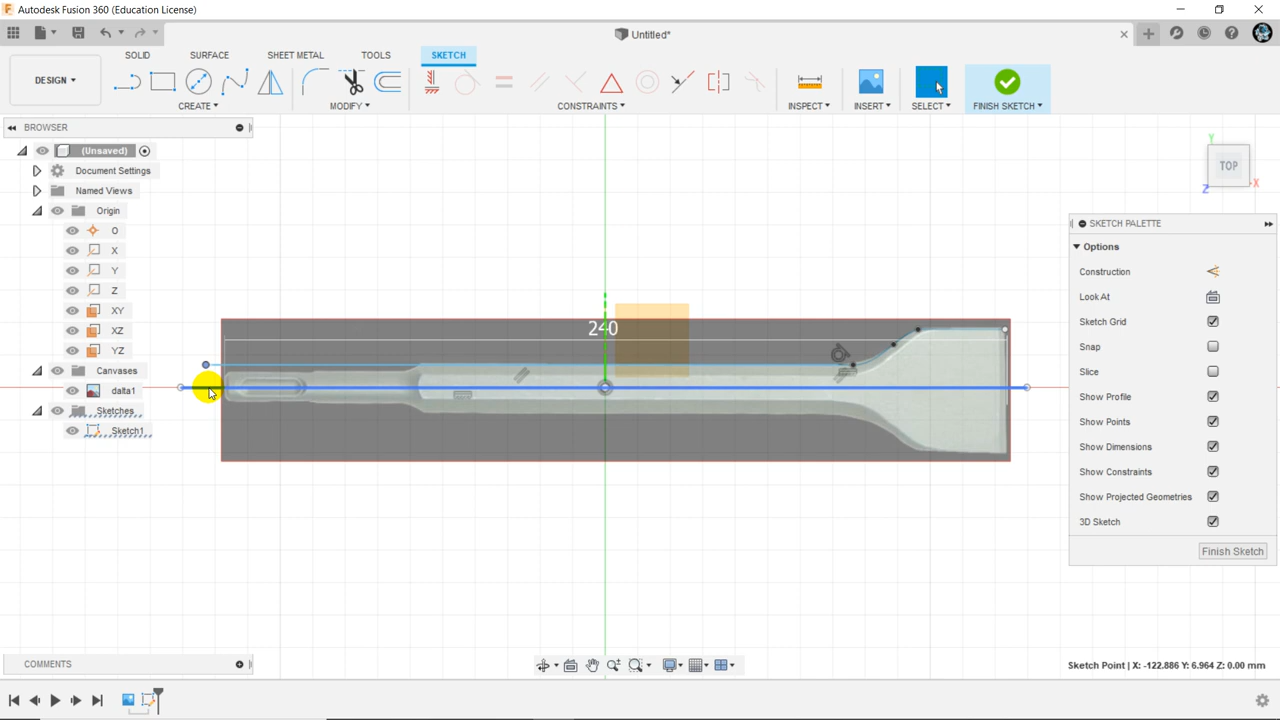 Autodesk Fusion 360 (Education License)
Untitled*
DESIGN
SOLID
SURFACE
SHEET METAL
TOOLS
SKETCH
CREATE
MODIFY
CONSTRAINTS
INSPECT
INSERT
SELECT
FINISH SKETCH
BROWSER
(Unsaved)
Document Settings
Named Views
Origin
O
X
Y
Z
XY
XZ
YZ
Canvases
dalta1
Sketches
Sketch1
240
TOP
Y
X
Z
SKETCH PALETTE
Options
Construction
Look At
Sketch Grid
Snap
Slice
Show Profile
Show Points
Show Dimensions
Show Constraints
Show Projected Geometries
3D Sketch
Finish Sketch
COMMENTS
Sketch Point | X: -122.886 Y: 6.964 Z: 0.00 mm